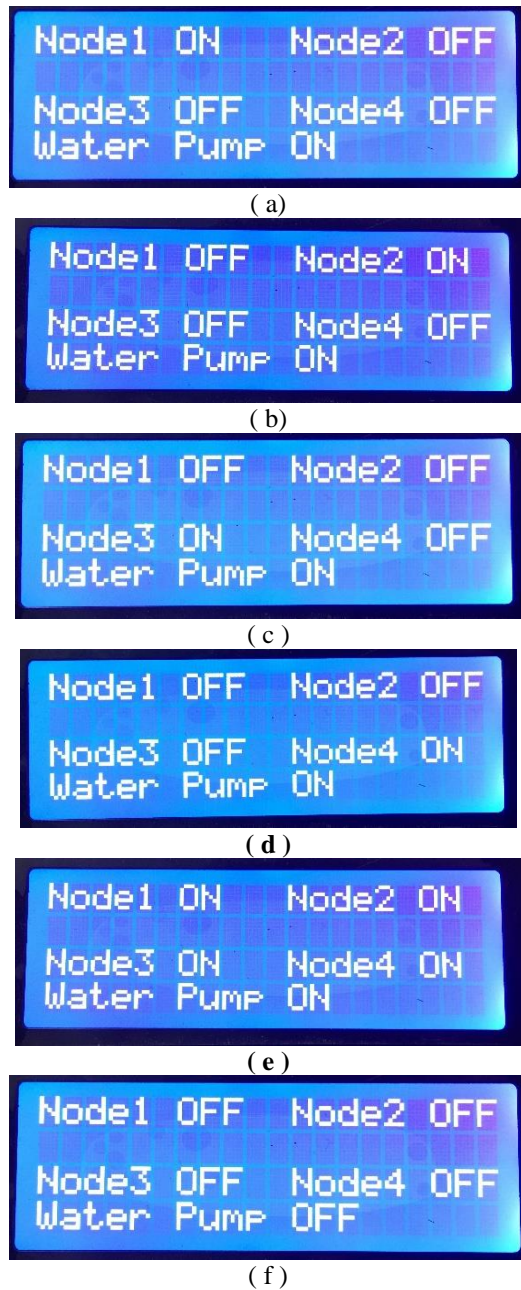 Node1 ON Node2 OFF
Node3 OFF Node4 OFF
Water Pump ON
( a)
Node1 OFF Node2 ON
Node3 OFF Node4 OFF
Water Pump ON
( b)
Node1 OFF Node2 OFF
Node3 ON Node4 OFF
Water Pump ON
( c )
Node1 OFF Node2 OFF
Node3 OFF Node4 ON
Water Pump ON
( d )
Node1 ON Node2 ON
Node3 ON Node4 ON
Water Pump ON
( e )
Node1 OFF Node2 OFF
Node3 OFF Node4 OFF
Water Pump OFF
( f )